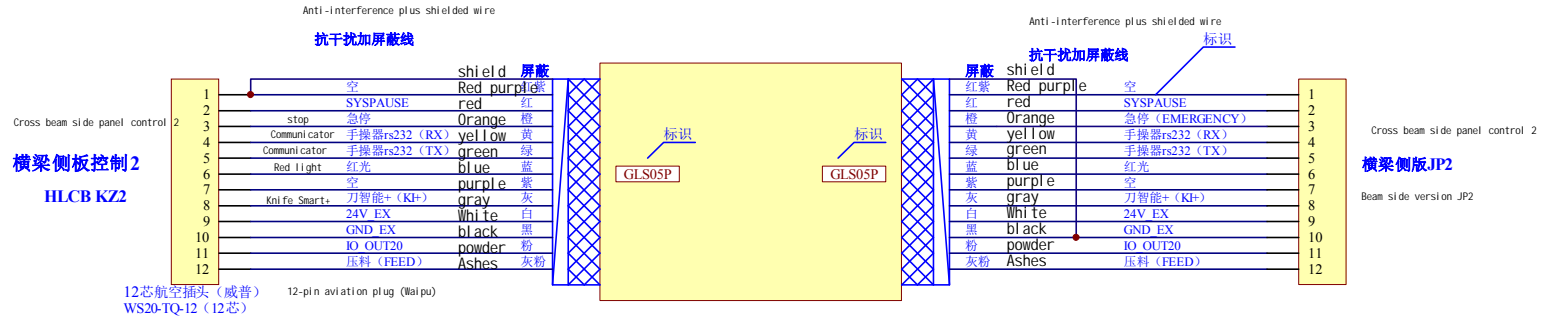 Anti-interference plus shielded wire
抗干扰加屏蔽线
Anti-interference plus shielded wire
标识
抗干扰加屏蔽线
shield 屏蔽
屏蔽 shield
1 空 Red purple 红紫
红紫 Red purple 空 1
2 SYSPAUSE red 红
红 red SYSPAUSE 2
Cross beam side panel control 2
3 stop 急停 Orange 橙
橙 Orange 急停（EMERGENCY） 3
Cross beam side panel control 2
4 Communicator 手操器rs232（RX） yellow 黄
黄 yellow 手操器rs232（RX） 4
5 Communicator 手操器rs232（TX） green 绿
绿 green 手操器rs232（TX） 5
6 Red light 红光 blue 蓝
蓝 blue 红光 6
7 空 purple 紫
紫 purple 空 7
8 Knife Smart+ 刀智能+（KH+） gray 灰
灰 gray 刀智能+（KH+） 8
9 24V_EX White 白
白 White 24V_EX 9
10 GND_EX black 黑
黑 black GND_EX 10
11 IO_OUT20 powder 粉
粉 powder IO_OUT20 11
12 压料（FEED） Ashes 灰粉
灰粉 Ashes 压料（FEED） 12
横梁侧板控制2
HLCB KZ2
标识
GLS05P
标识
GLS05P
横梁侧版JP2
Beam side version JP2
12芯航空插头（威普） 12-pin aviation plug (Waipu)
WS20-TQ-12（12芯）